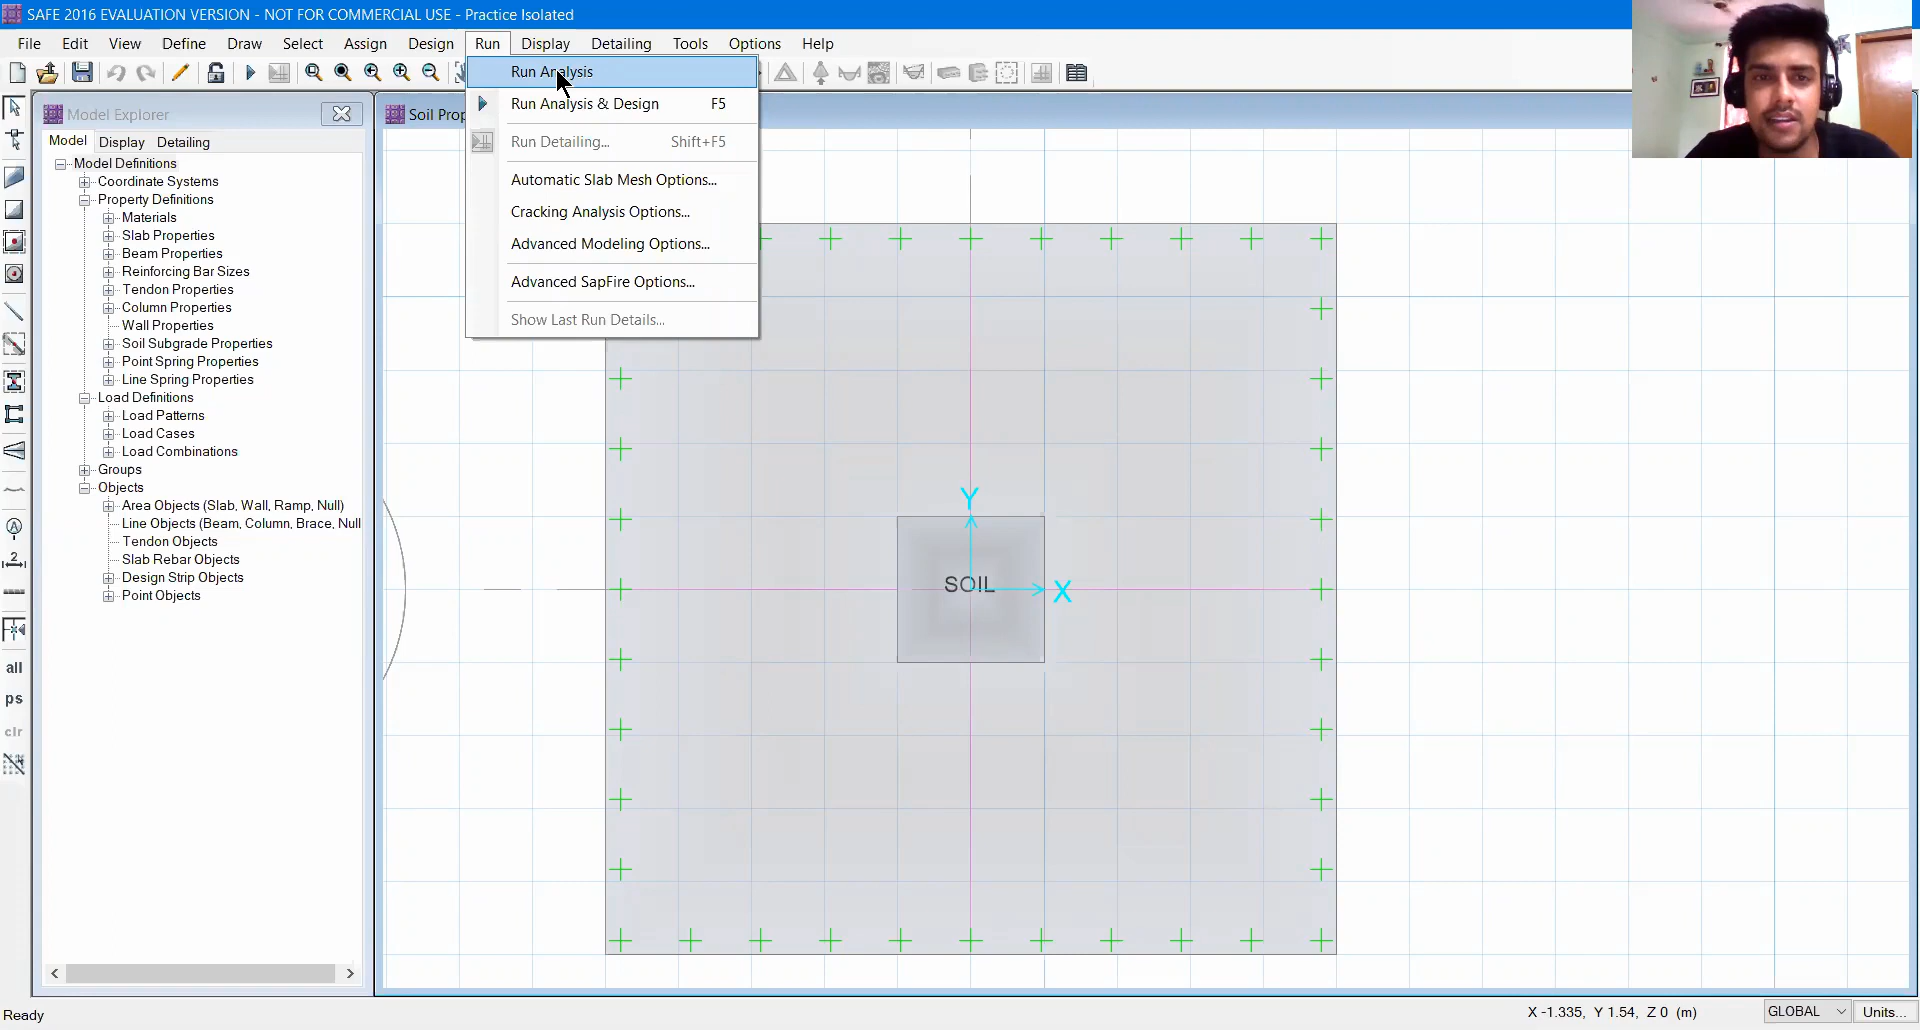 SAFE 2016 EVALUATION VERSION - NOT FOR COMMERCIAL USE - Practice Isolated
File Edit View Define Draw Select Assign Design Run Display Detailing Tools Options Help
Run Analysis
Run Analysis & Design F5
Run Detailing... Shift+F5
Automatic Slab Mesh Options...
Cracking Analysis Options...
Advanced Modeling Options...
Advanced SapFire Options...
Show Last Run Details...
Model Explorer
Model Display Detailing
Model Definitions
Coordinate Systems
Property Definitions
Materials
Slab Properties
Beam Properties
Reinforcing Bar Sizes
Tendon Properties
Column Properties
Wall Properties
Soil Subgrade Properties
Point Spring Properties
Line Spring Properties
Load Definitions
Load Patterns
Load Cases
Load Combinations
Groups
Objects
Area Objects (Slab, Wall, Ramp, Null)
Line Objects (Beam, Column, Brace, Null
Tendon Objects
Slab Rebar Objects
Design Strip Objects
Point Objects
all
ps
clr
Soil Prop
Y
SOIL
X
Ready
X -1.335, Y 1.54, Z 0 (m)
GLOBAL
Units...